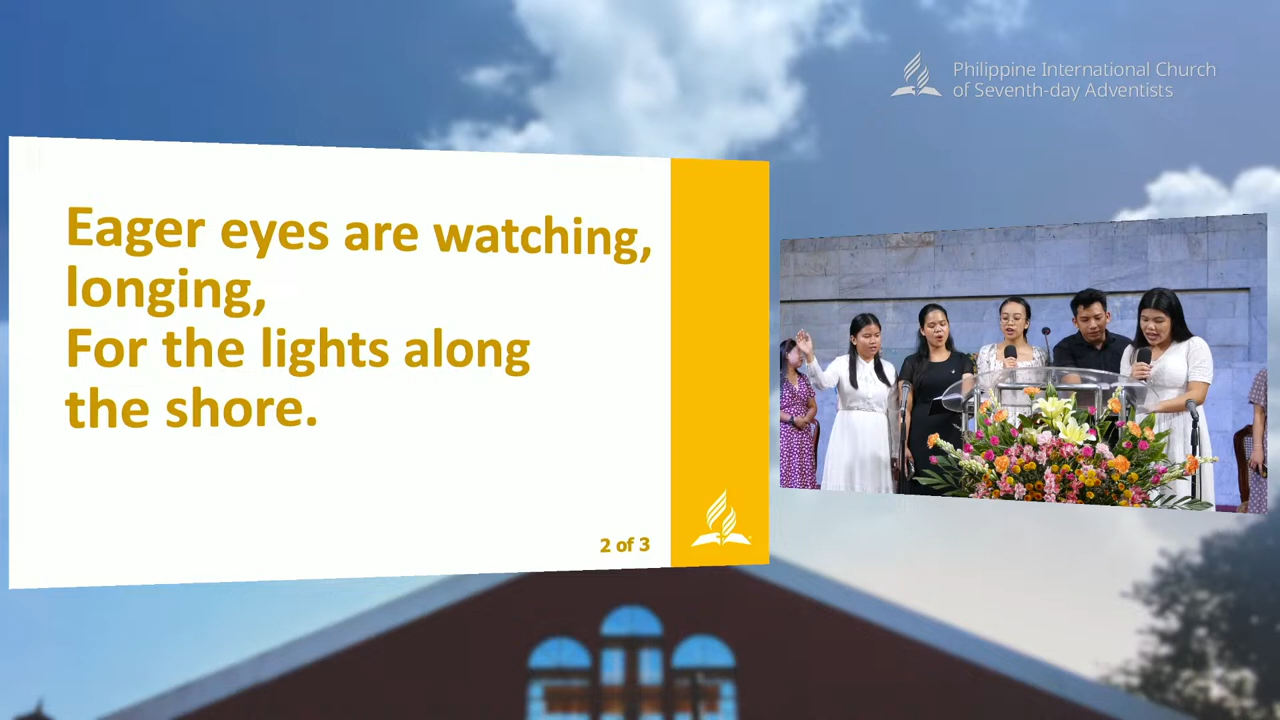 Philippine International Church
of Seventh-day Adventists
Eager eyes are watching,
longing,
For the lights along
the shore.
2 of 3